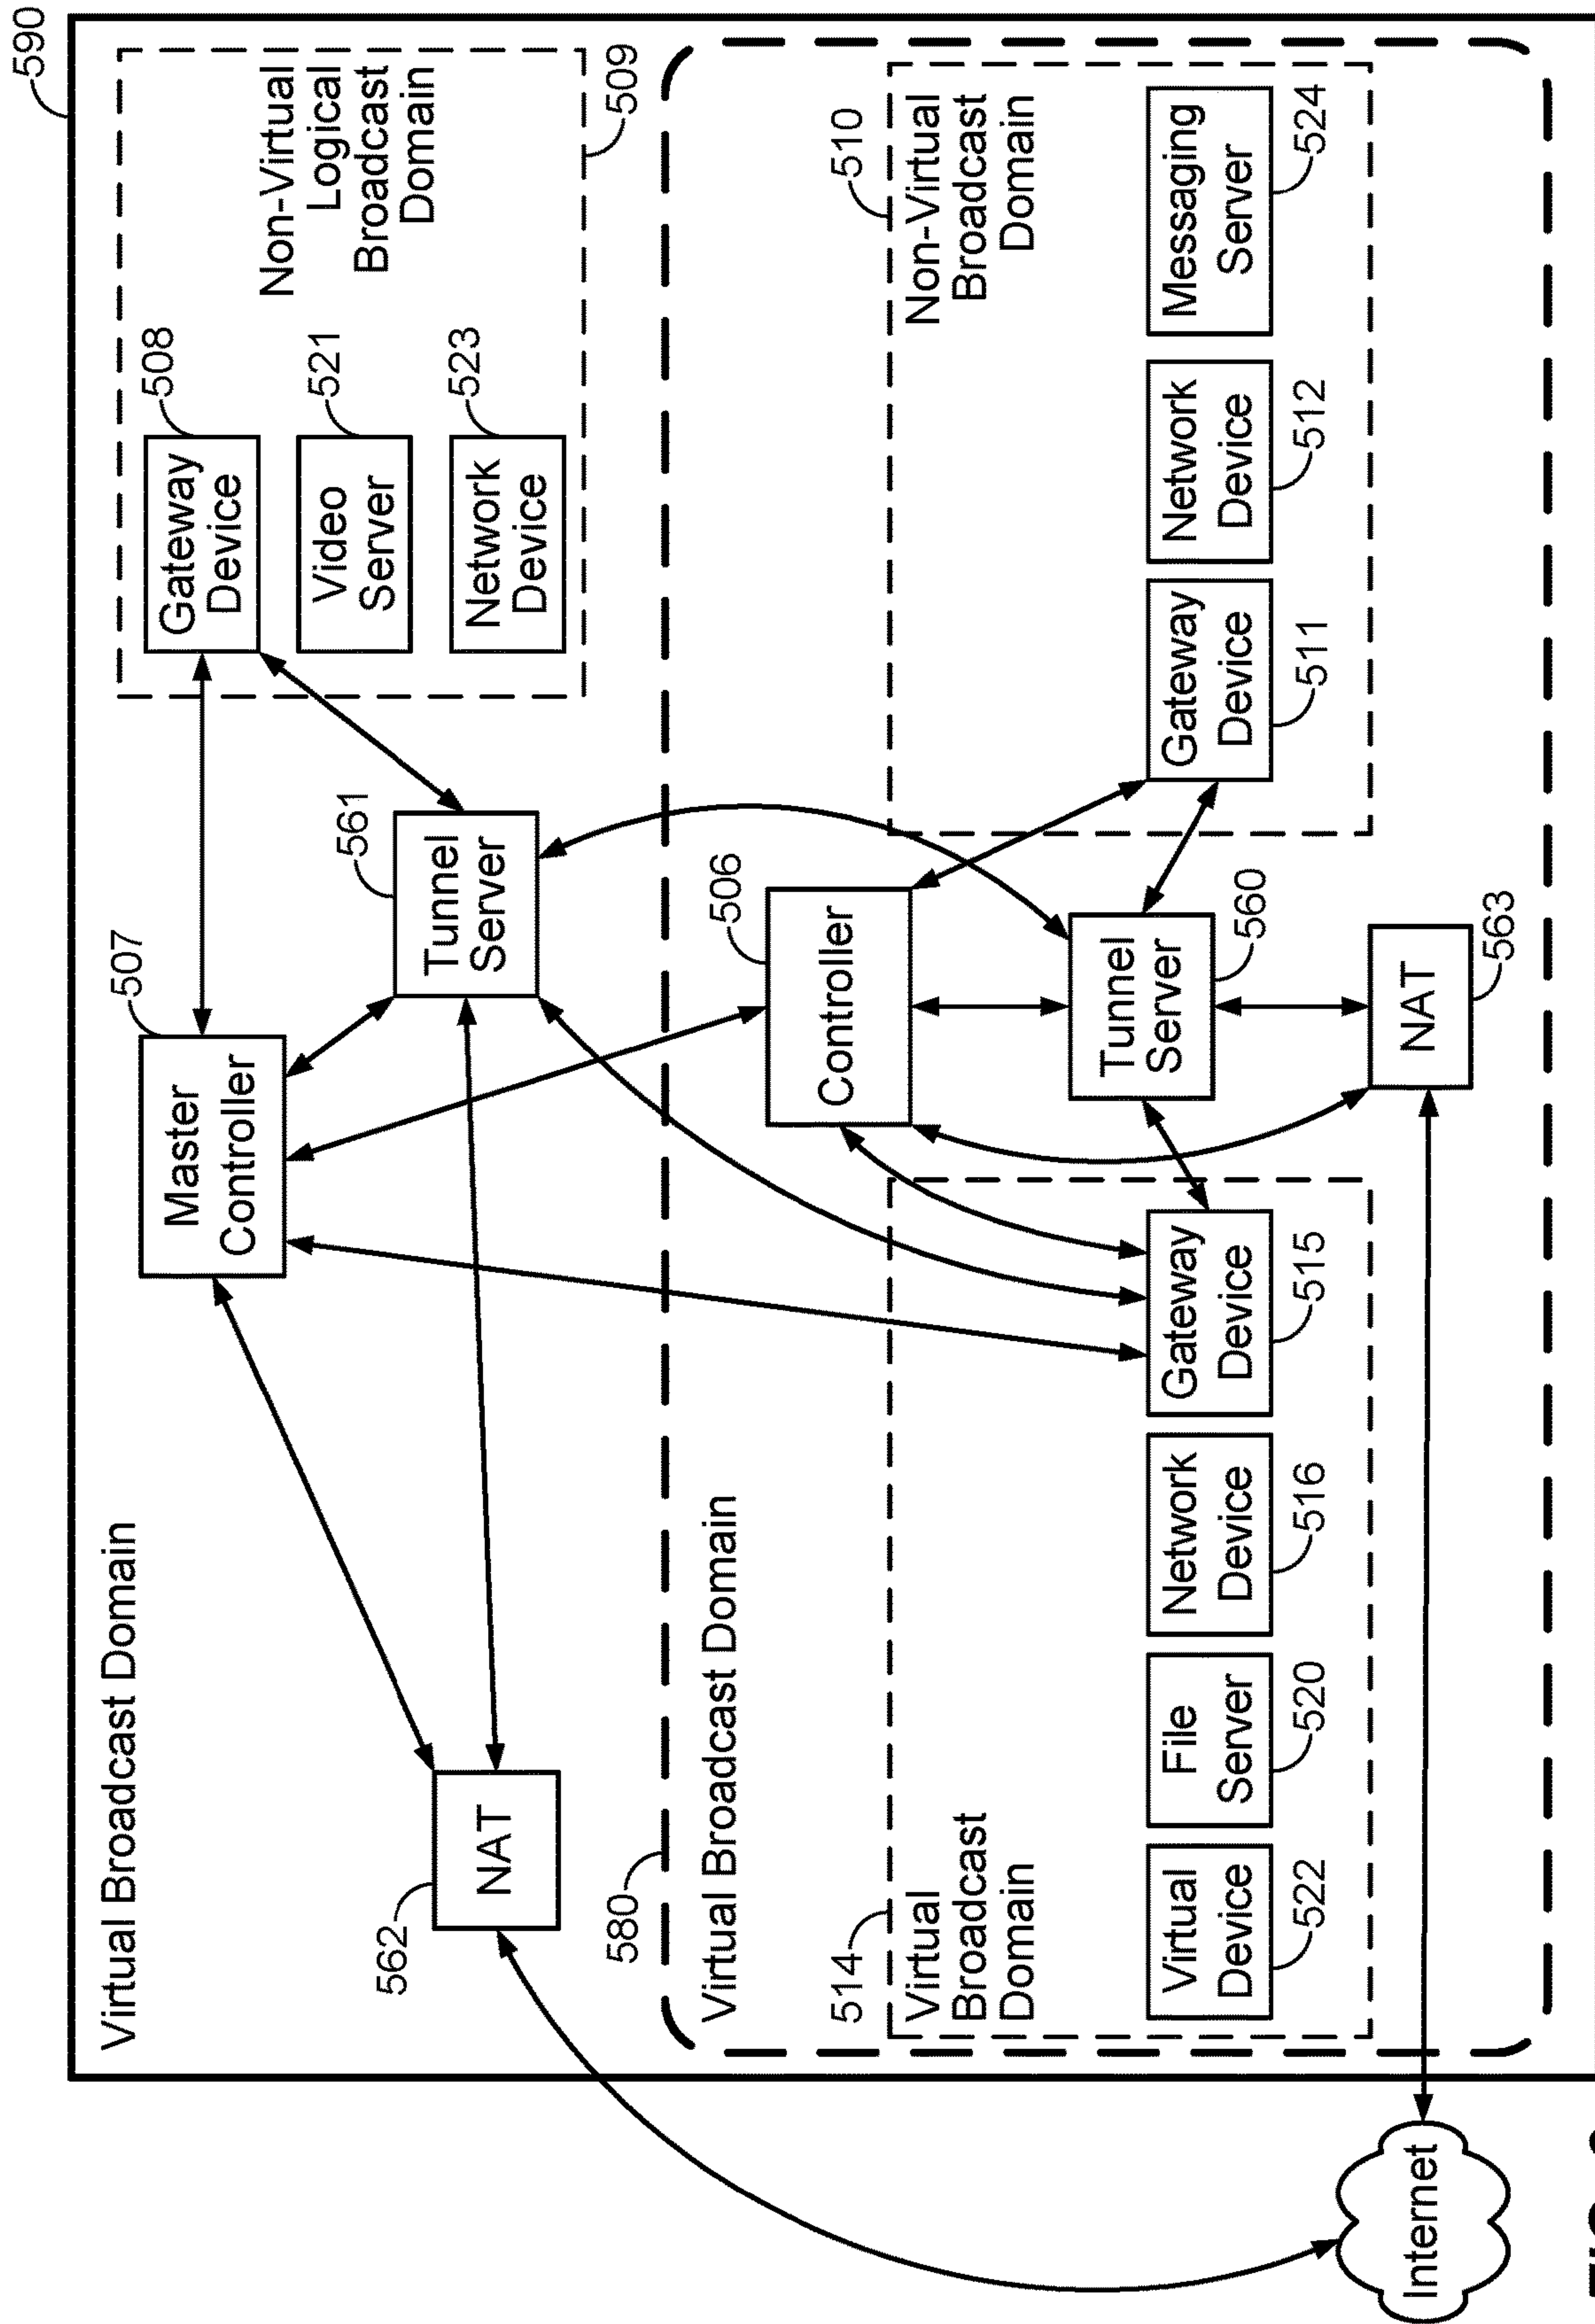 590
Virtual Broadcast Domain
507
Master
Controller
508
Gateway
Device
Non-Virtual
Logical
Broadcast
Domain
521
Video
Server
523
Network
Device
509
561
Tunnel
Server
562
NAT
580
Virtual Broadcast Domain
506
Controller
514
Virtual
Broadcast
Domain
510
Non-Virtual
Broadcast
Domain
Virtual
Device
522
File
Server
520
Network
Device
516
Gateway
Device
515
Tunnel
Server
560
Gateway
Device
511
Network
Device
512
Messaging
Server
524
NAT
563
Internet